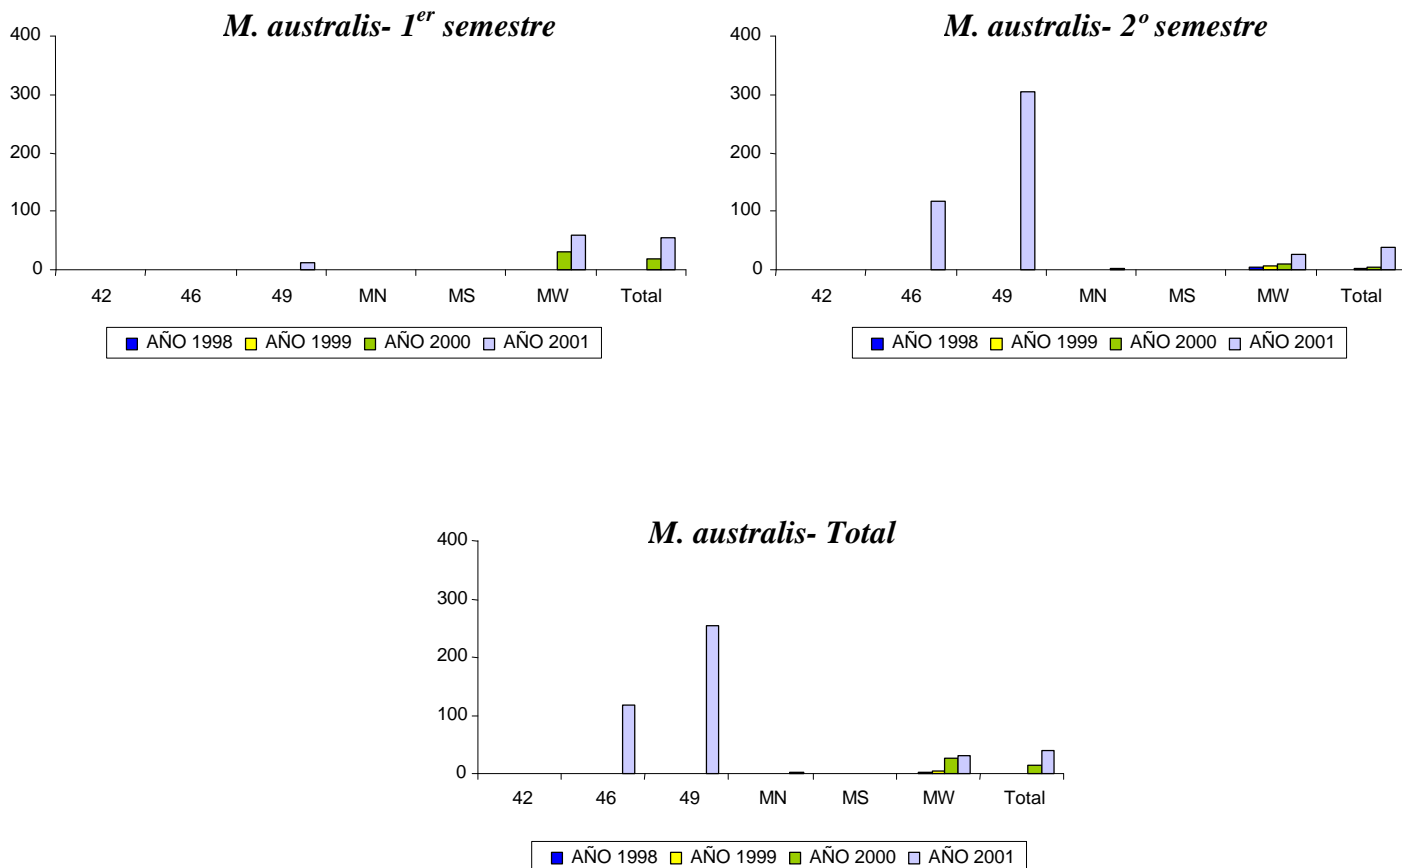 M. australis- 1er semestre
400
300
200
100
0
42 46 49 MN MS MW Total
AÑO 1998 AÑO 1999 AÑO 2000 AÑO 2001
M. australis- 2º semestre
400
300
200
100
0
42 46 49 MN MS MW Total
AÑO 1998 AÑO 1999 AÑO 2000 AÑO 2001
M. australis- Total
400
300
200
100
0
42 46 49 MN MS MW Total
AÑO 1998 AÑO 1999 AÑO 2000 AÑO 2001